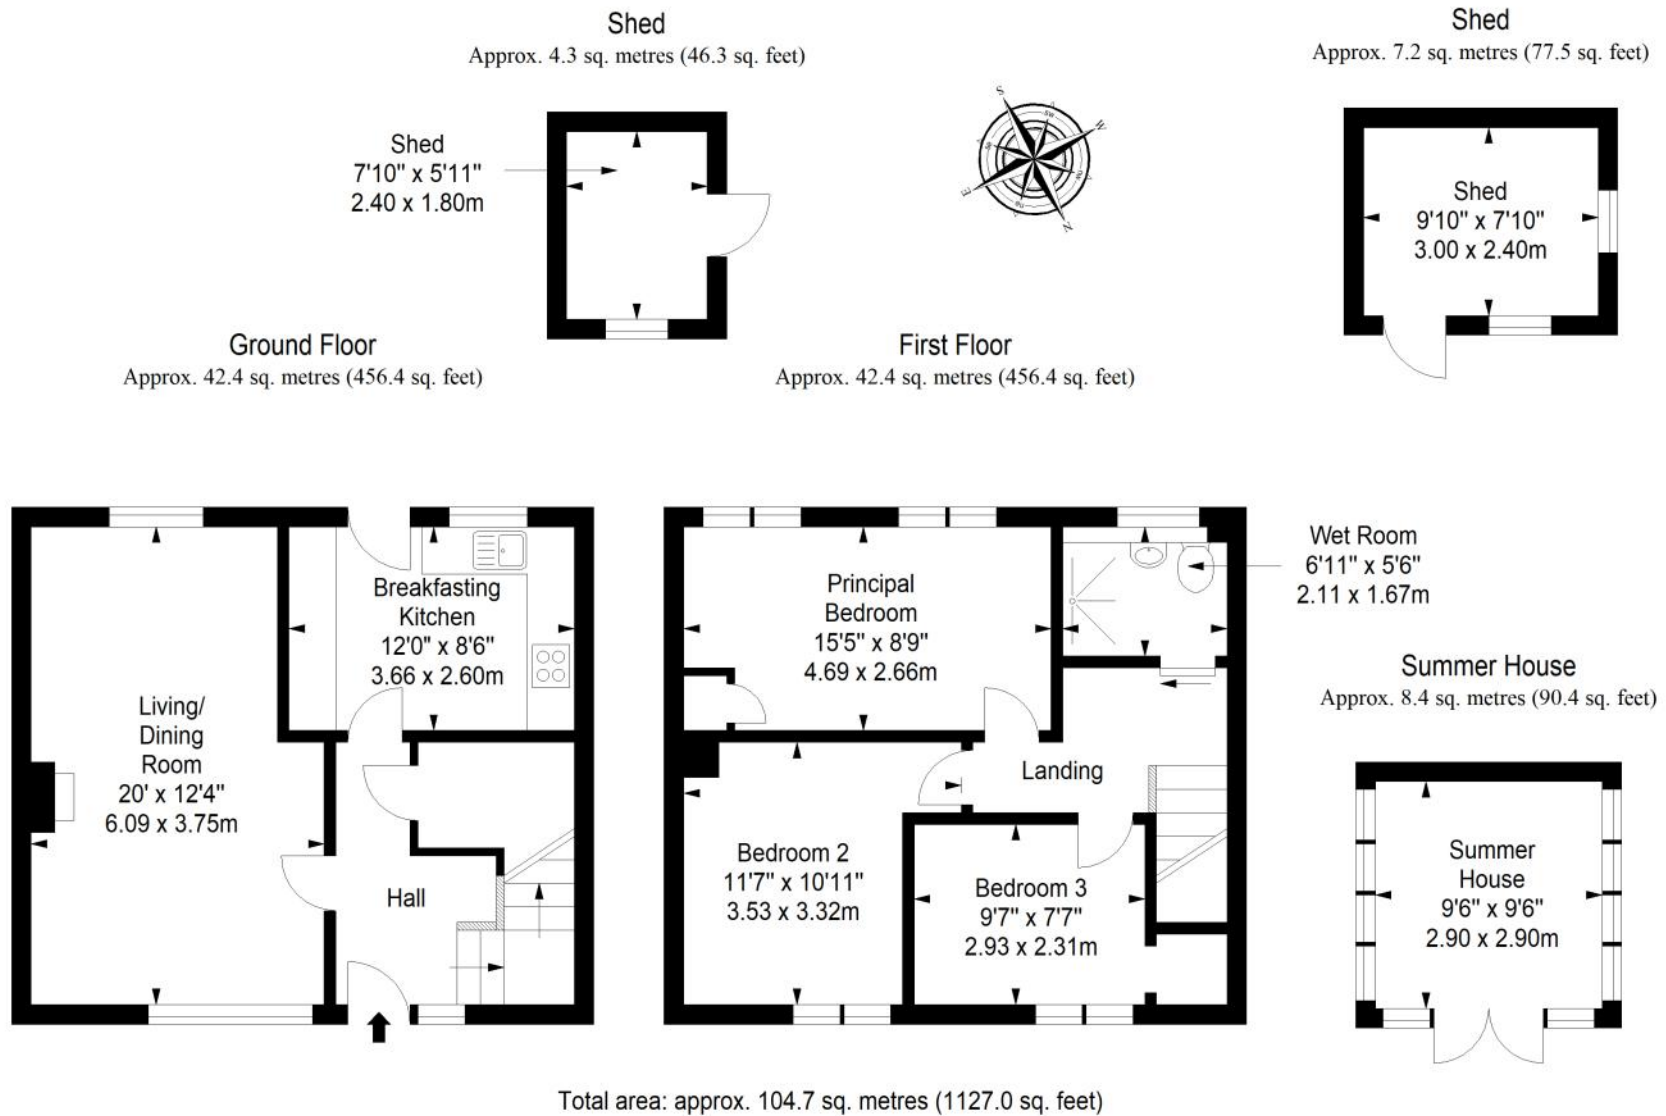 Shed
Approx. 4.3 sq. metres (46.3 sq. feet)
Shed
7'10" x 5'11"
2.40 x 1.80m
S
SW
W
SE
NW
E
NE
N
Shed
Approx. 7.2 sq. metres (77.5 sq. feet)
Shed
9'10" x 7'10"
3.00 x 2.40m
Ground Floor
Approx. 42.4 sq. metres (456.4 sq. feet)
Breakfasting
Kitchen
12'0" x 8'6"
3.66 x 2.60m
Living/
Dining
Room
20' x 12'4"
6.09 x 3.75m
Hall
First Floor
Approx. 42.4 sq. metres (456.4 sq. feet)
Principal
Bedroom
15'5" x 8'9"
4.69 x 2.66m
Wet Room
6'11" x 5'6"
2.11 x 1.67m
Landing
Bedroom 2
11'7" x 10'11"
3.53 x 3.32m
Bedroom 3
9'7" x 7'7"
2.93 x 2.31m
Summer House
Approx. 8.4 sq. metres (90.4 sq. feet)
Summer
House
9'6" x 9'6"
2.90 x 2.90m
Total area: approx. 104.7 sq. metres (1127.0 sq. feet)